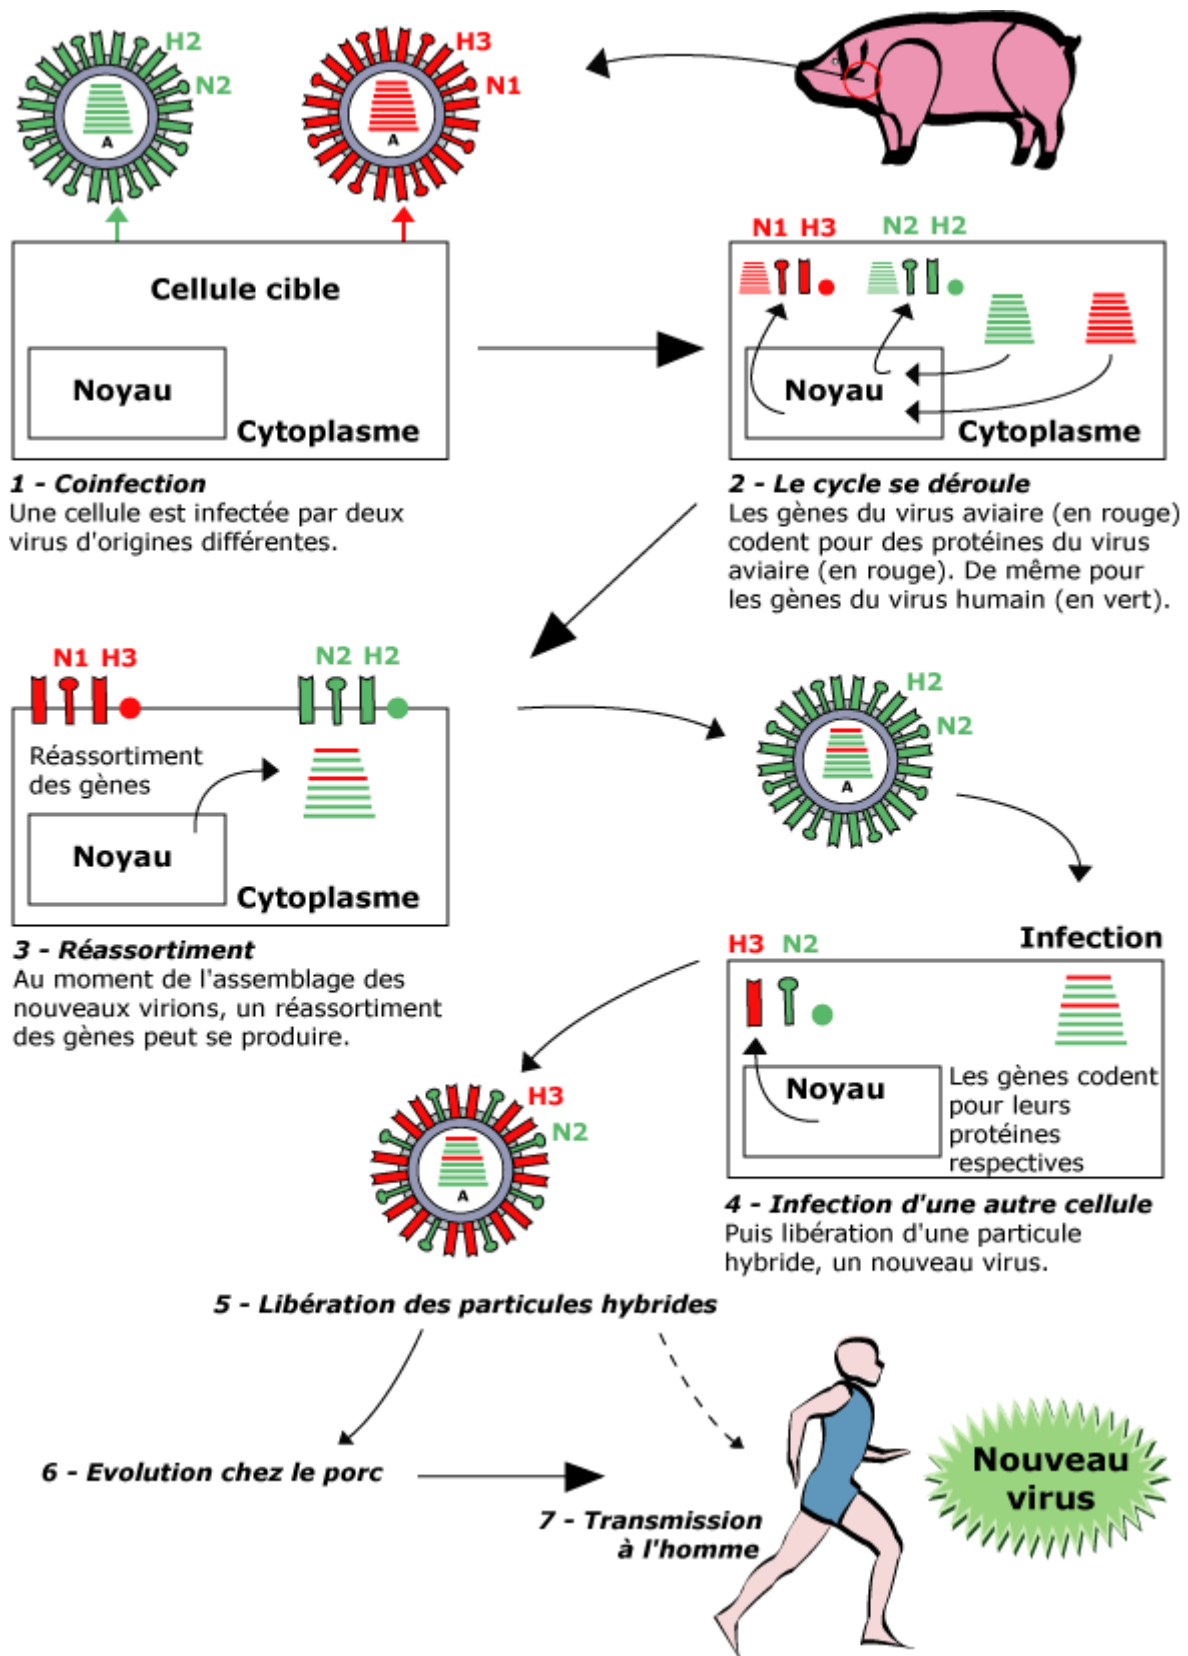 H2
N2
A
H3
N1
A
Cellule cible
Noyau
Cytoplasme
1 - Coinfection
Une cellule est infectée par deux
virus d'origines différentes.
N1 H3
N2 H2
Noyau
Cytoplasme
2 - Le cycle se déroule
Les gènes du virus aviaire (en rouge)
codent pour des protéines du virus
aviaire (en rouge). De même pour
les gènes du virus humain (en vert).
N1 H3
N2 H2
Réassortiment
des gènes
Noyau
Cytoplasme
3 - Réassortiment
Au moment de l'assemblage des
nouveaux virions, un réassortiment
des gènes peut se produire.
H2
N2
A
Infection
H3 N2
Noyau
Les gènes codent
pour leurs
protéines
respectives
4 - Infection d'une autre cellule
Puis libération d'une particule
hybride, un nouveau virus.
H3
N2
A
5 - Libération des particules hybrides
6 - Evolution chez le porc
7 - Transmission
à l'homme
Nouveau
virus